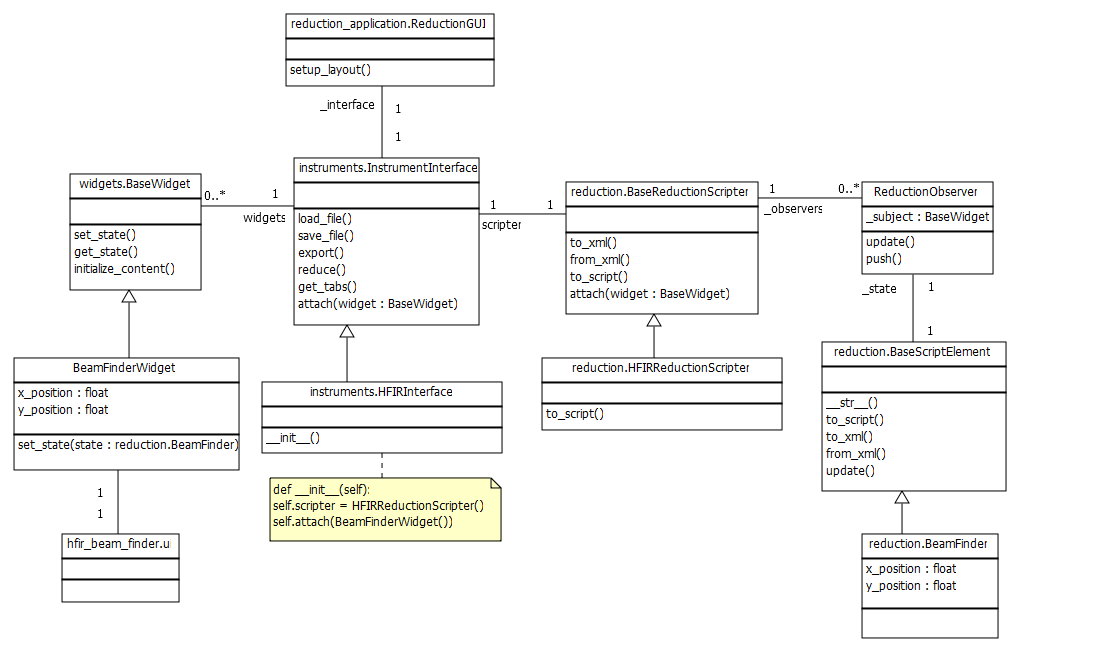 reduction_application.ReductionGUI
setup_layout()
_interface
1
1
instruments.InstrumentInterface
load_file()
save_file()
export()
reduce()
get_tabs()
attach(widget : BaseWidget)
widgets.BaseWidget
set_state()
get_state()
initialize_content()
0..*
1
widgets
1
1
scripter
reduction.BaseReductionScripter
to_xml()
from_xml()
to_script()
attach(widget : BaseWidget)
1
0..*
_observers
ReductionObserver
_subject : BaseWidget
update()
push()
_state
1
1
BeamFinderWidget
x_position : float
y_position : float
set_state(state : reduction.BeamFinder)
instruments.HFIRInterface
__init__()
reduction.HFIRReductionScripter
to_script()
reduction.BaseScriptElement
__str__()
to_script()
to_xml()
from_xml()
update()
def __init__(self):
self.scripter = HFIRReductionScripter()
self.attach(BeamFinderWidget())
1
1
hfir_beam_finder.ui
reduction.BeamFinder
x_position : float
y_position : float